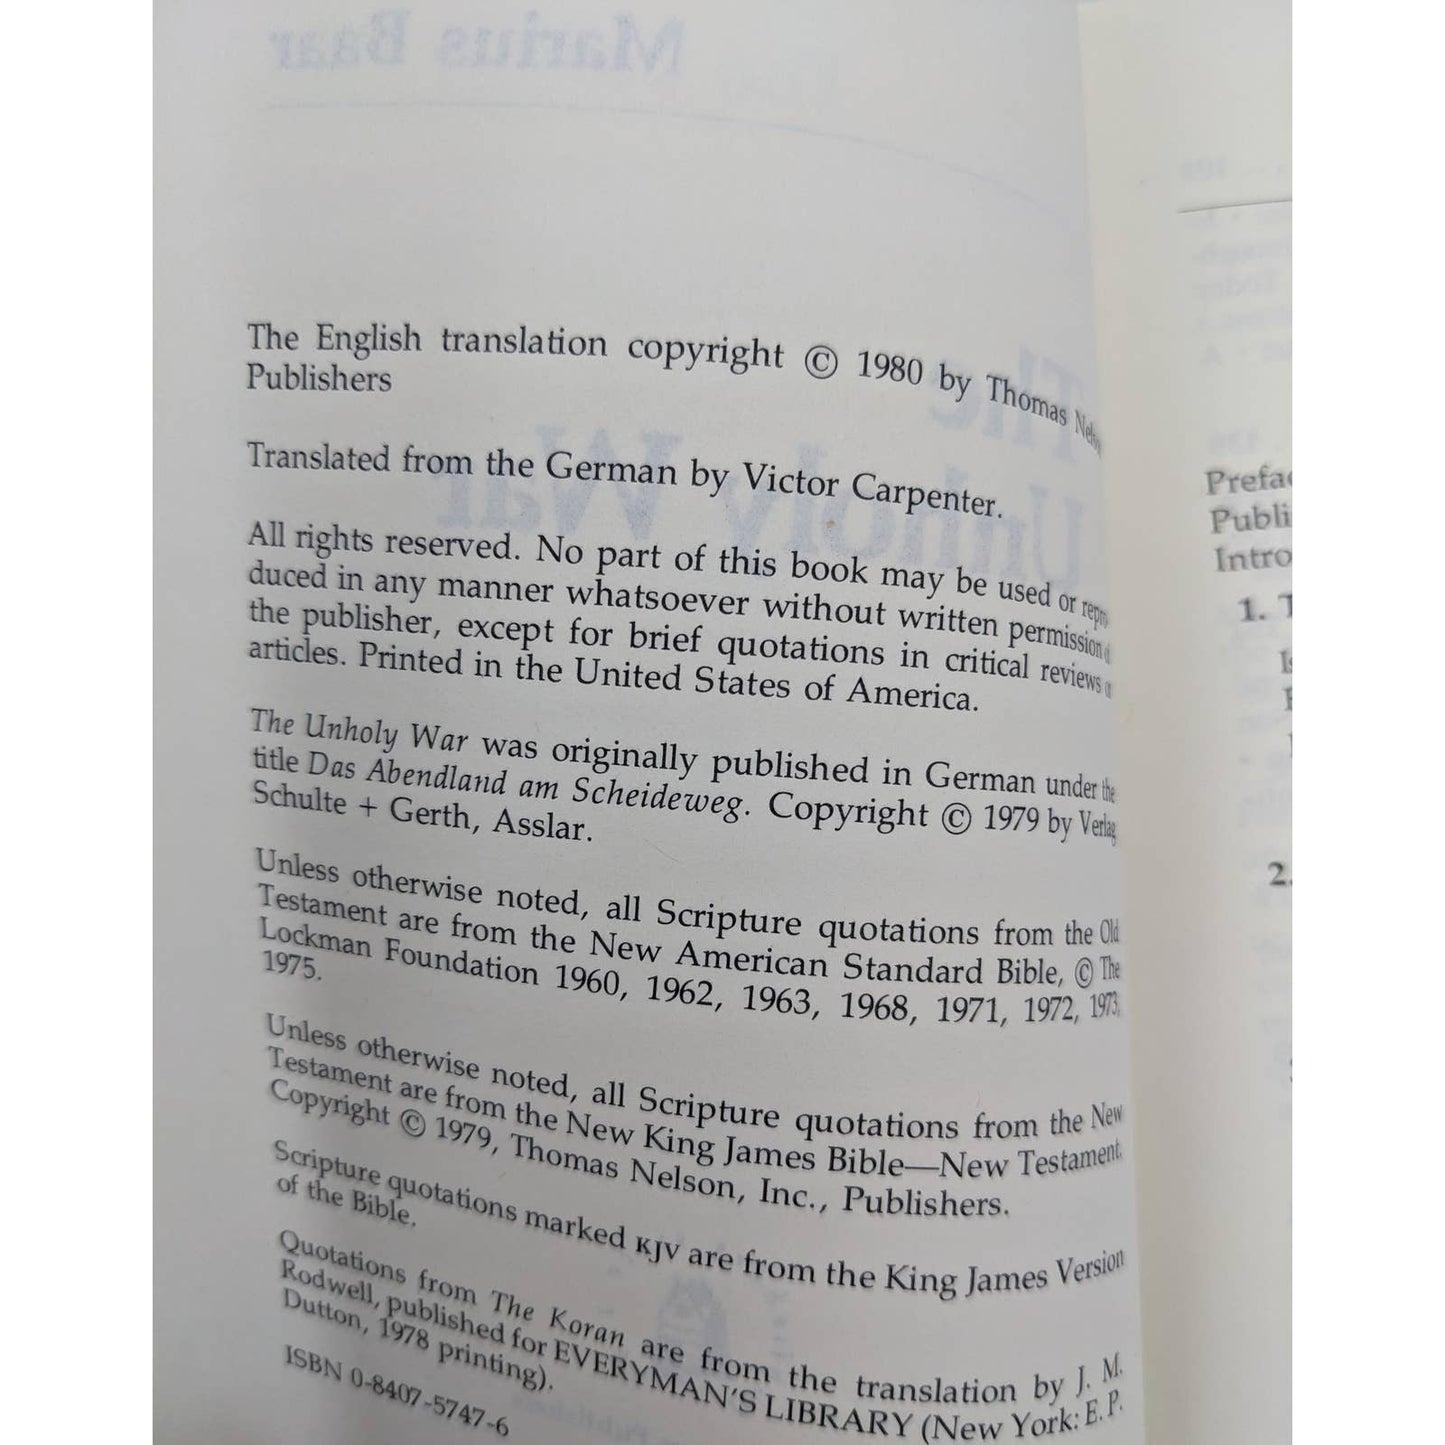 The English translation copyright © 1980 by Thomas Nelson
Publishers
Translated from the German by Victor Carpenter.
All rights reserved. No part of this book may be used or repro
duced in any manner whatsoever without written permission of
the publisher, except for brief quotations in critical reviews or
articles. Printed in the United States of America.
The Unholy War was originally published in German under the
title Das Abendland am Scheideweg. Copyright © 1979 by Verlag
Schulte + Gerth, Asslar.
Unless otherwise noted, all Scripture quotations from the Old
Testament are from the New American Standard Bible, © The
Lockman Foundation 1960, 1962, 1963, 1968, 1971, 1972, 1973,
1975.
Unless otherwise noted, all Scripture quotations from the New
Testament are from the New King James Bible—New Testament.
Copyright © 1979, Thomas Nelson, Inc., Publishers.
Scripture quotations marked KJV are from the King James Version
of the Bible.
Quotations from The Koran are from the translation by J. M.
Rodwell, published for EVERYMAN'S LIBRARY (New York: E. P.
Dutton, 1978 printing).
ISBN 0-8407-5747-6
Prefac
Publi
Intro
1. T
2.